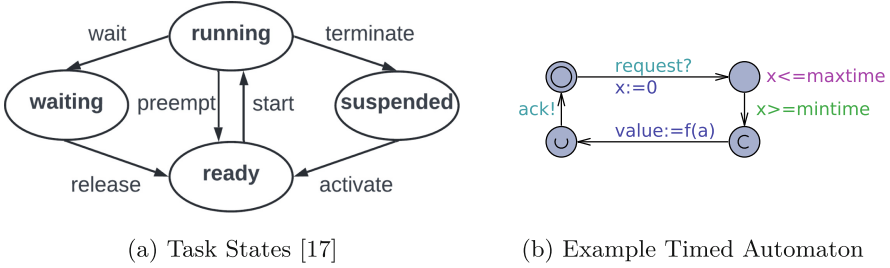 running
wait
terminate
waiting
preempt
start
suspended
ready
release
activate
(a) Task States [17]
request?
x:=0
x<=maxtime
x>=mintime
ack!
value:=f(a)
U
C
(b) Example Timed Automaton